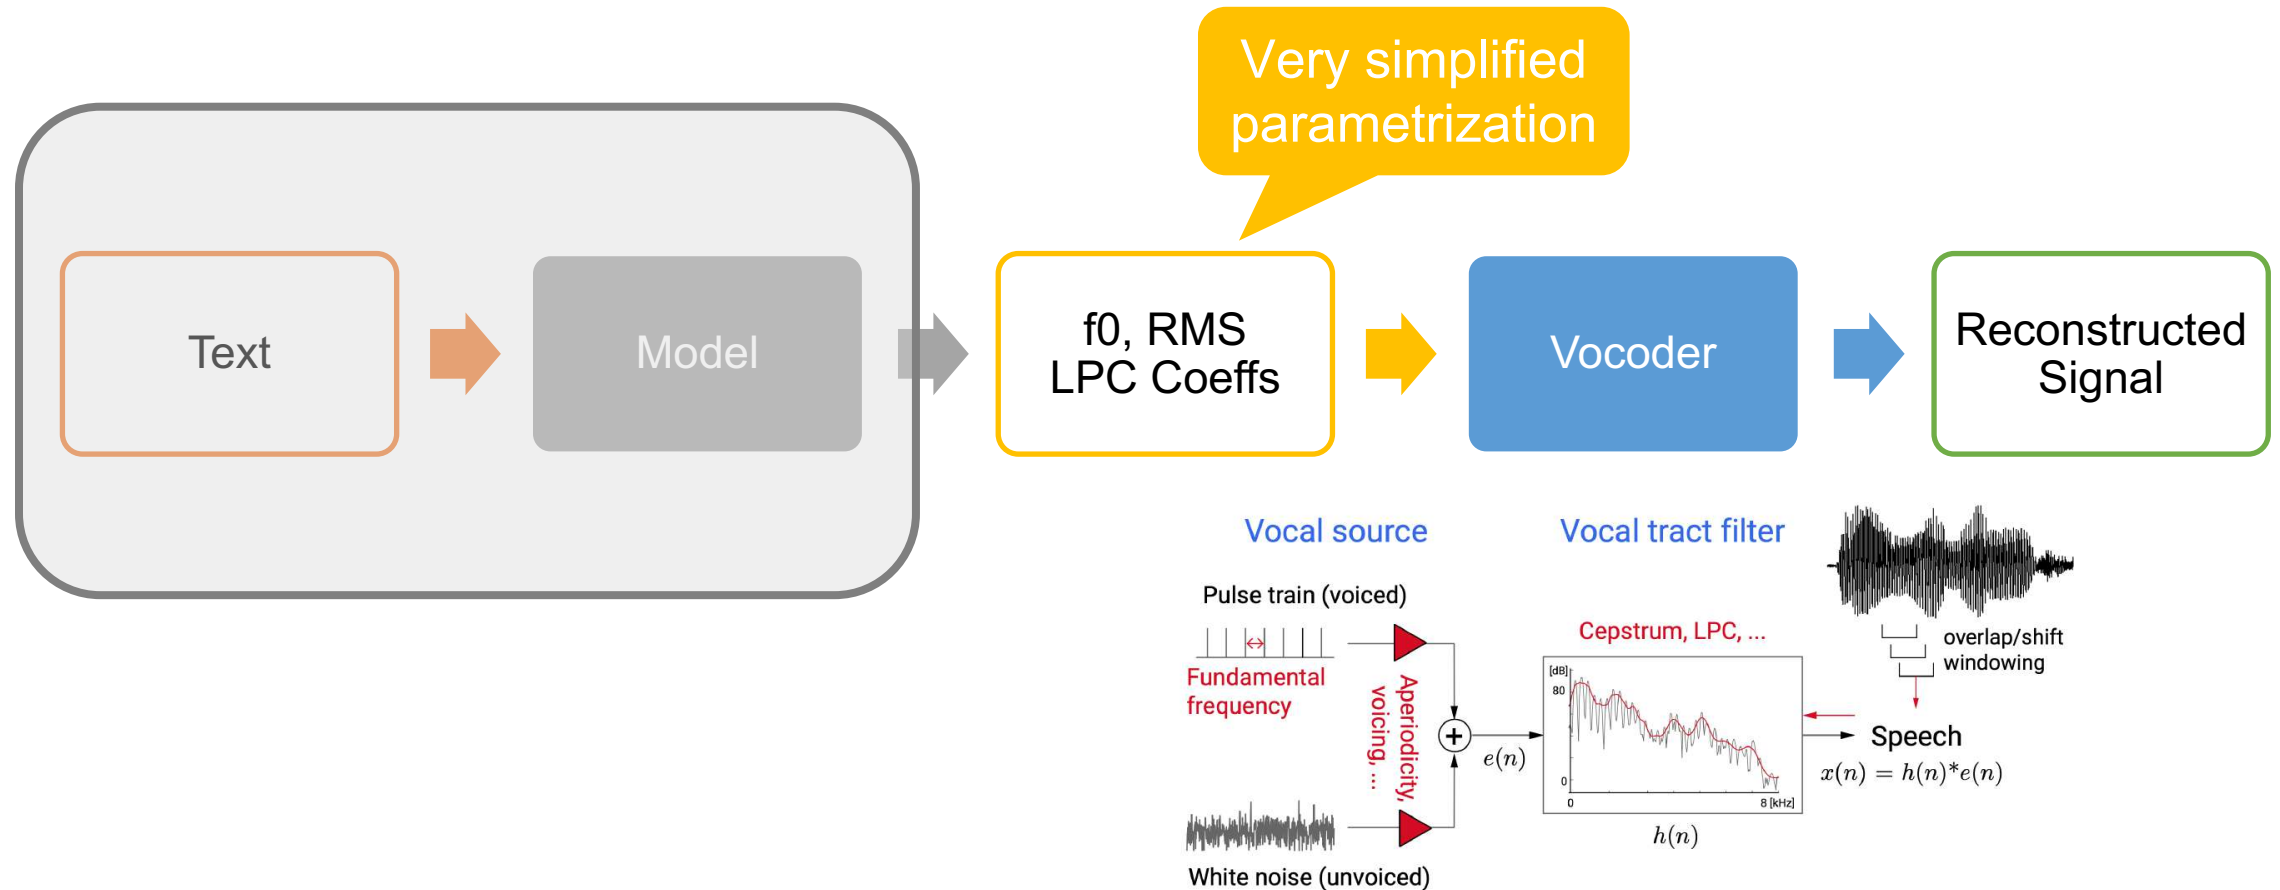 Very simplified
parametrization
Text
Model
f0, RMS
LPC Coeffs
Vocoder
Reconstructed
Signal
Vocal source
Vocal tract filter
Pulse train (voiced)
Fundamental
frequency
Aperiodicity,
voicing, ...
+
e(n)
White noise (unvoiced)
Cepstrum, LPC, ...
[dB]
80
0
0
8 [kHz]
h(n)
overlap/shift
windowing
Speech
x(n) = h(n)*e(n)